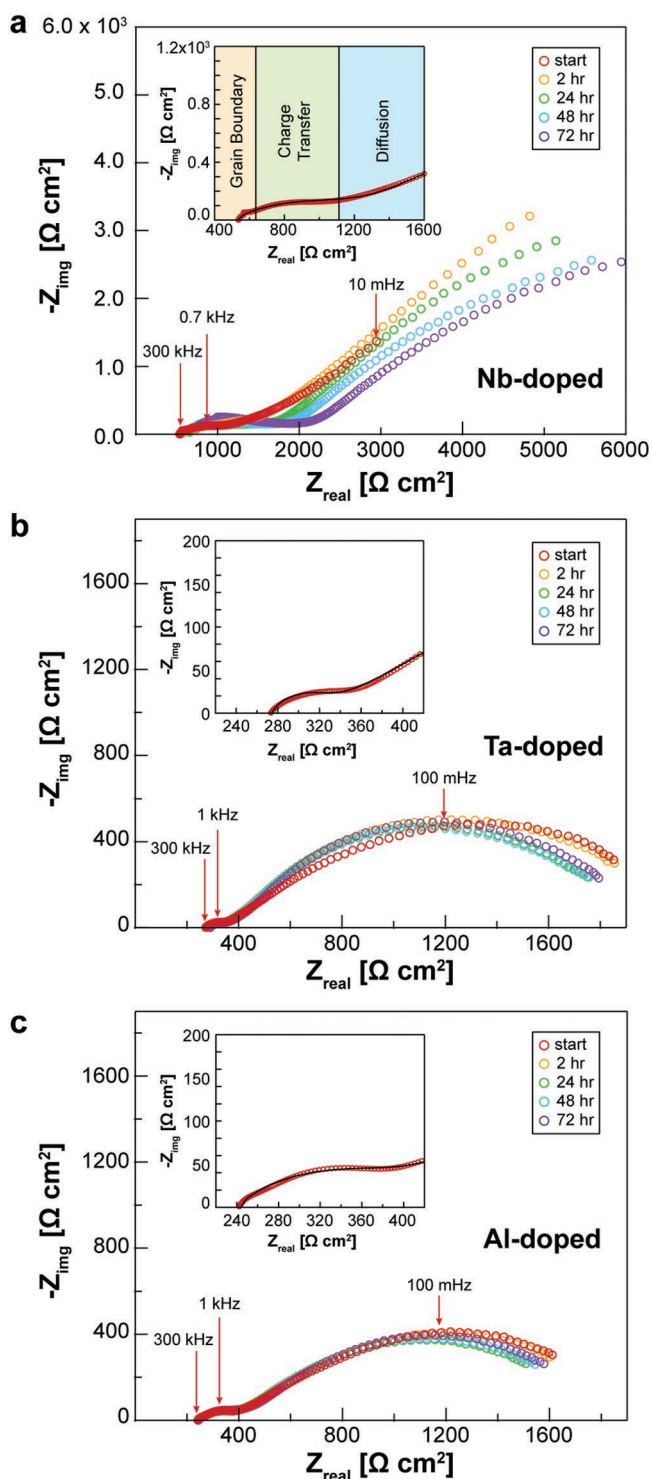 a
6.0 x 10³
5.0
4.0
3.0
2.0
1.0
0.0
-Z_img [Ω cm²]
1.2x10³
0.8
0.4
0.0
-Z_img [Ω cm²]
Grain Boundary
Charge Transfer
Diffusion
400 800 1200 1600
Z_real [Ω cm²]
start
2 hr
24 hr
48 hr
72 hr
10 mHz
0.7 kHz
300 kHz
Nb-doped
1000 2000 3000 4000 5000 6000
Z_real [Ω cm²]
b
1600
1200
800
400
0
-Z_img [Ω cm²]
200
150
100
50
0
-Z_img [Ω cm²]
240 280 320 360 400
Z_real [Ω cm²]
start
2 hr
24 hr
48 hr
72 hr
Ta-doped
100 mHz
1 kHz
300 kHz
400 800 1200 1600
Z_real [Ω cm²]
c
1600
1200
800
400
0
-Z_img [Ω cm²]
200
150
100
50
0
-Z_img [Ω cm²]
240 280 320 360 400
Z_real [Ω cm²]
start
2 hr
24 hr
48 hr
72 hr
Al-doped
100 mHz
1 kHz
300 kHz
400 800 1200 1600
Z_real [Ω cm²]